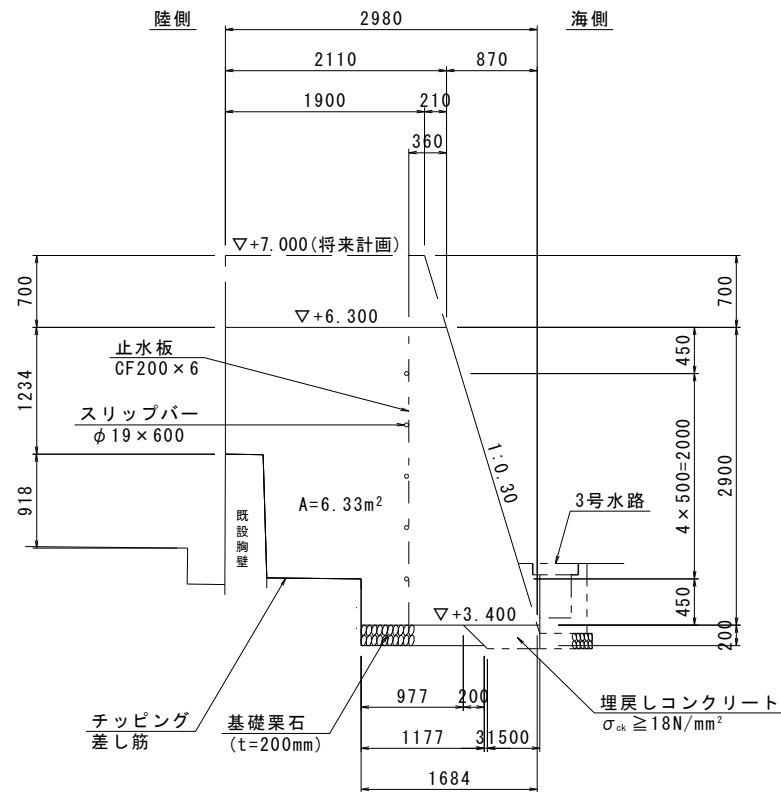 陸側
2980
海側
2110
870
1900
210
360
▽+7.000(将来計画)
700
700
▽+6.300
止水板
CF200×6
450
1234
スリップバー
φ19×600
1:0.30
4×500=2000
2900
918
既設胸壁
A=6.33m²
3号水路
▽+3.400
450
200
977
200
チッピング
差し筋
基礎栗石
(t=200mm)
埋戻しコンクリート
σck≧18N/mm²
1177
31500
1684